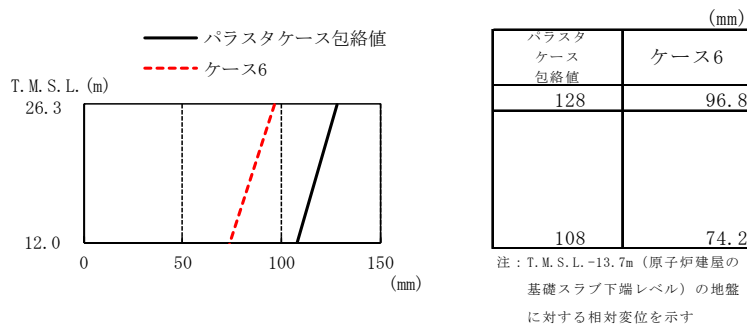 パラスタケース包絡値
ケース6
T.M.S.L.(m)
26.3
12.0
0 50 100 150
(mm)
(mm)
パラスタ
ケース
包絡値
ケース6
128 96.8
108 74.2
注：T.M.S.L.-13.7m（原子炉建屋の
基礎スラブ下端レベル）の地盤
に対する相対変位を示す